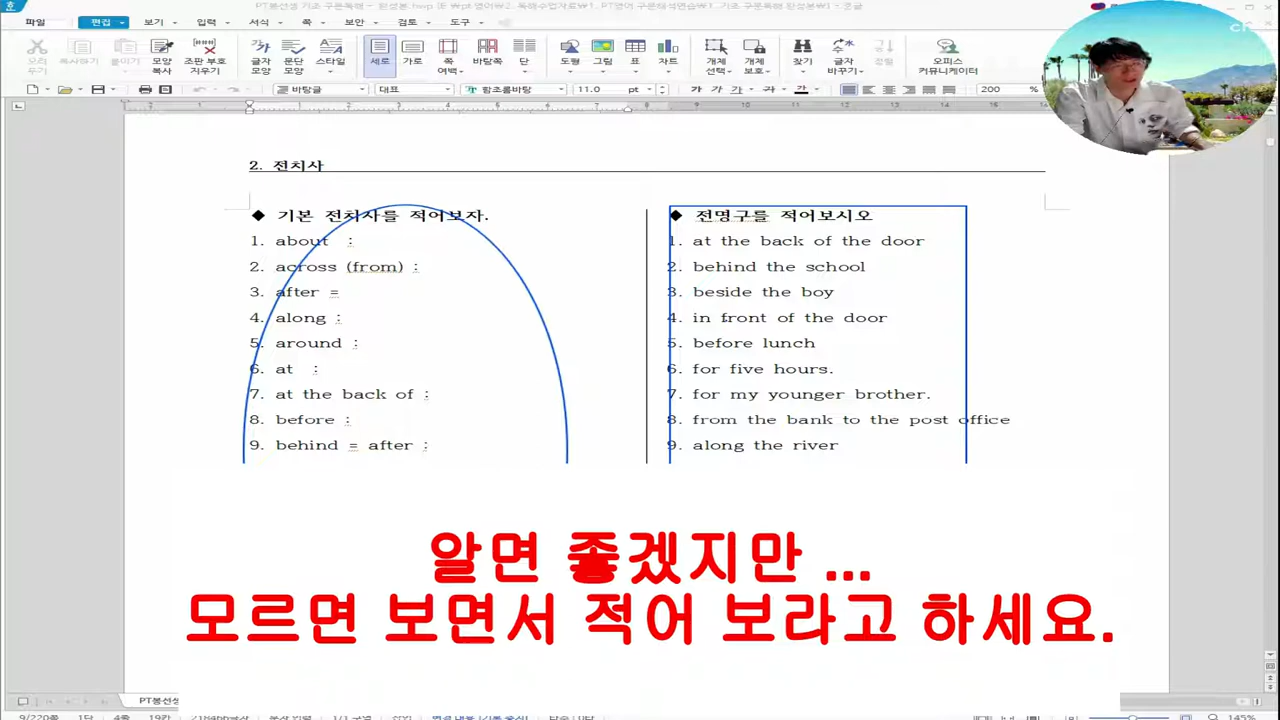 파일 편집 보기 입력 서식 쪽 보안 검토 도구
오려 두기 복사하기 붙이기 모양 복사 조판 부호 지우기 글자 모양 문단 모양 스타일 세로 가로 쪽 여백 바탕쪽 단 도형 그림 표 차트 개체 선택 개체 보호 찾기 글자 바꾸기 정렬 오피스 커뮤니케이터
바탕글 대표 함초롬바탕 11.0 pt 가 가 가 가 가 200 %
2. 전치사
◆ 기본 전치사를 적어보자.
1. about :
2. across (from) :
3. after =
4. along :
5. around :
6. at :
7. at the back of :
8. before :
9. behind = after :
◆ 전명구를 적어보시오
1. at the back of the door
2. behind the school
3. beside the boy
4. in front of the door
5. before lunch
6. for five hours.
7. for my younger brother.
8. from the bank to the post office
9. along the river
알면 좋겠지만 ...
모르면 보면서 적어 보라고 하세요.
PT봉선생
145%